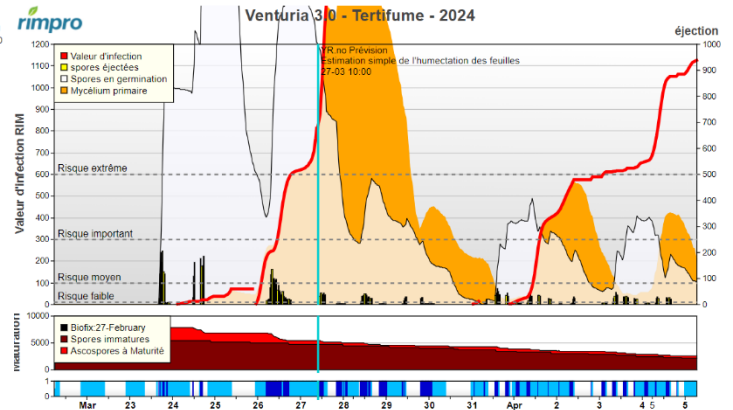 rimpro
Venturia 3.0 - Tertifume - 2024
éjection
Valeur d'infection
spores éjectées
Spores en germination
Mycélium primaire
YR.no Prévision
Estimation simple de l'humectation des feuilles
27-03 10:00
Valeur d'infection RIM
1200
1100
1000
900
800
700
600
500
400
300
200
100
0
Risque extrême
Risque important
Risque moyen
Risque faible
1000
900
800
700
600
500
400
300
200
100
0
Maturation
10000
5000
0
Biofix:27-February
Spores immatures
Ascospores à Maturité
1
0
Mar 23 24 25 26 27 28 29 30 Apr 2 3 4 5 5